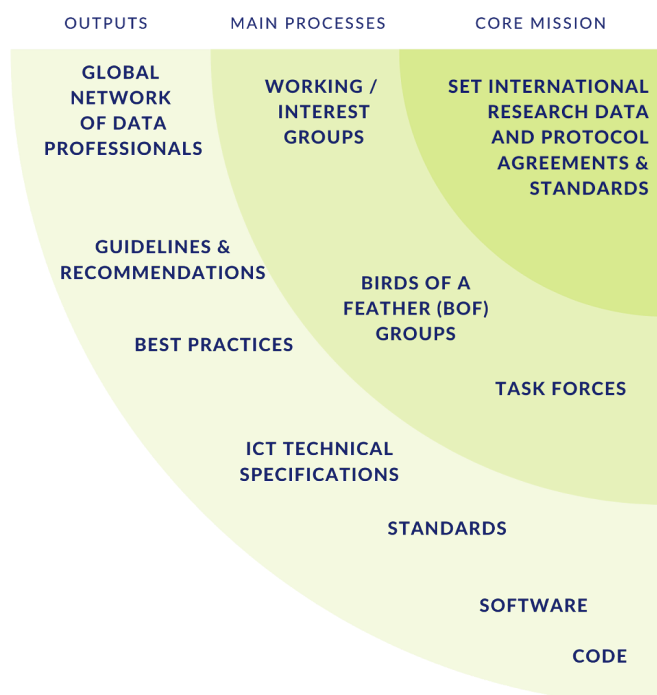 OUTPUTS
MAIN PROCESSES
CORE MISSION
GLOBAL
NETWORK
OF DATA
PROFESSIONALS
WORKING /
INTEREST
GROUPS
SET INTERNATIONAL
RESEARCH DATA
AND PROTOCOL
AGREEMENTS &
STANDARDS
GUIDELINES &
RECOMMENDATIONS
BIRDS OF A
FEATHER (BOF)
GROUPS
BEST PRACTICES
TASK FORCES
ICT TECHNICAL
SPECIFICATIONS
STANDARDS
SOFTWARE
CODE